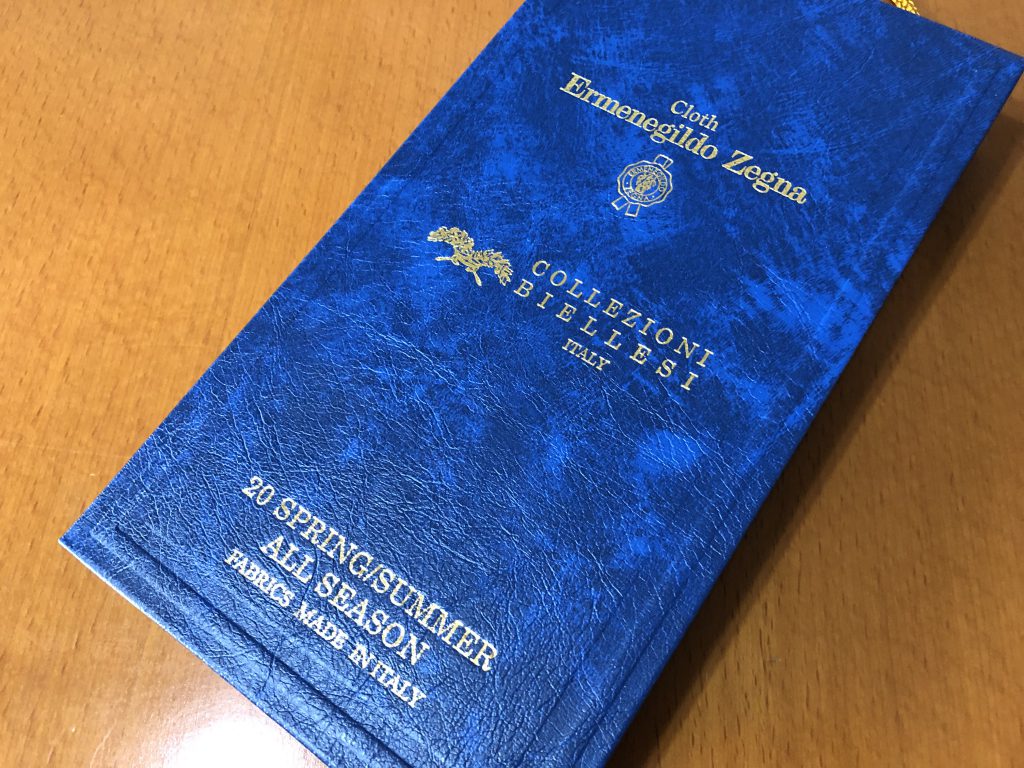 Cloth
Ermenegildo Zegna
COLLEZIONI
BIELLESI
ITALY
20 SPRING/SUMMER
ALL SEASON
FABRICS MADE IN ITALY